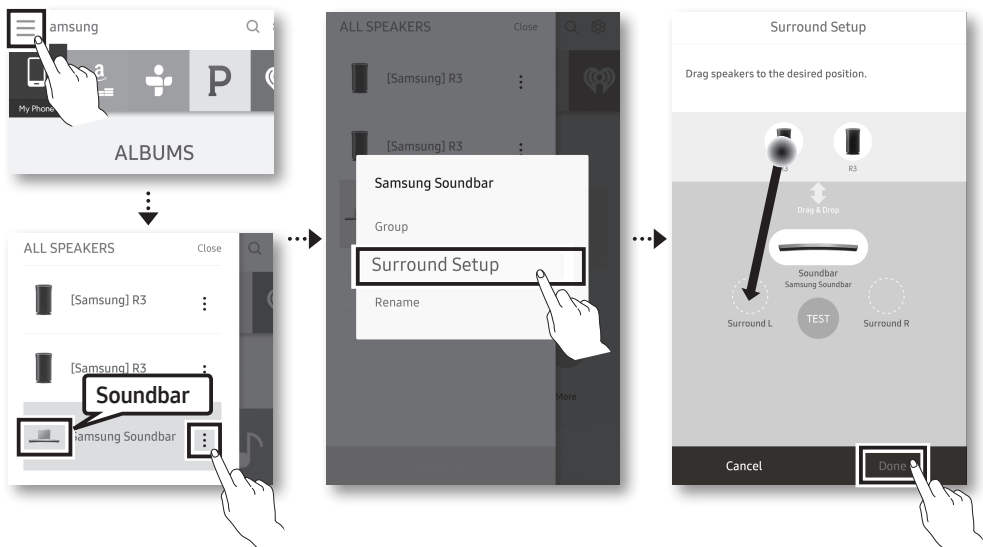 amsung
a
P
My Phone
ALBUMS
ALL SPEAKERS Close
[Samsung] R3
[Samsung] R3
Soundbar
Samsung Soundbar
ALL SPEAKERS Close
[Samsung] R3
[Samsung] R3
Samsung Soundbar
Group
Surround Setup
Rename
More
Surround Setup
Drag speakers to the desired position.
R3 R3
Drag & Drop
Soundbar
Samsung Soundbar
Surround L TEST Surround R
Cancel Done